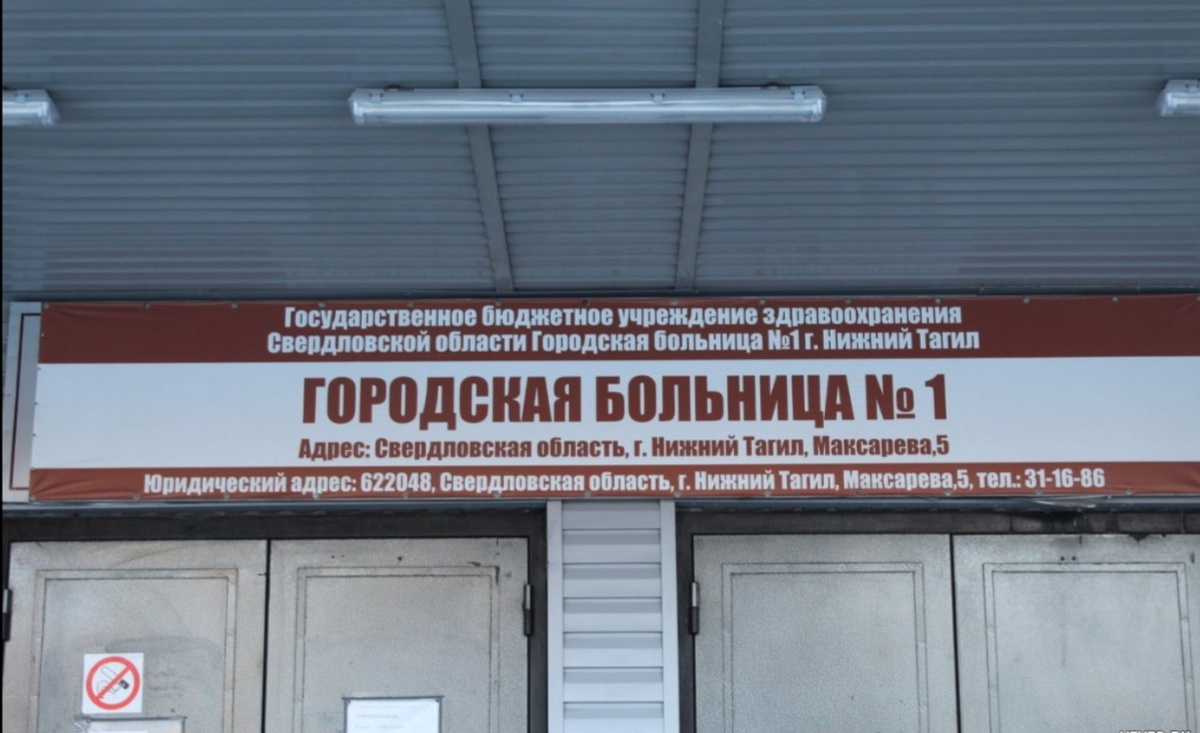 Государственное бюджетное учреждение здравоохранения
Свердловской области Городская больница №1 г. Нижний Тагил
ГОРОДСКАЯ БОЛЬНИЦА № 1
Адрес: Свердловская область, г. Нижний Тагил, Максарева,5
Юридический адрес: 622048, Свердловская область, г. Нижний Тагил, Максарева,5, тел.: 31-16-86